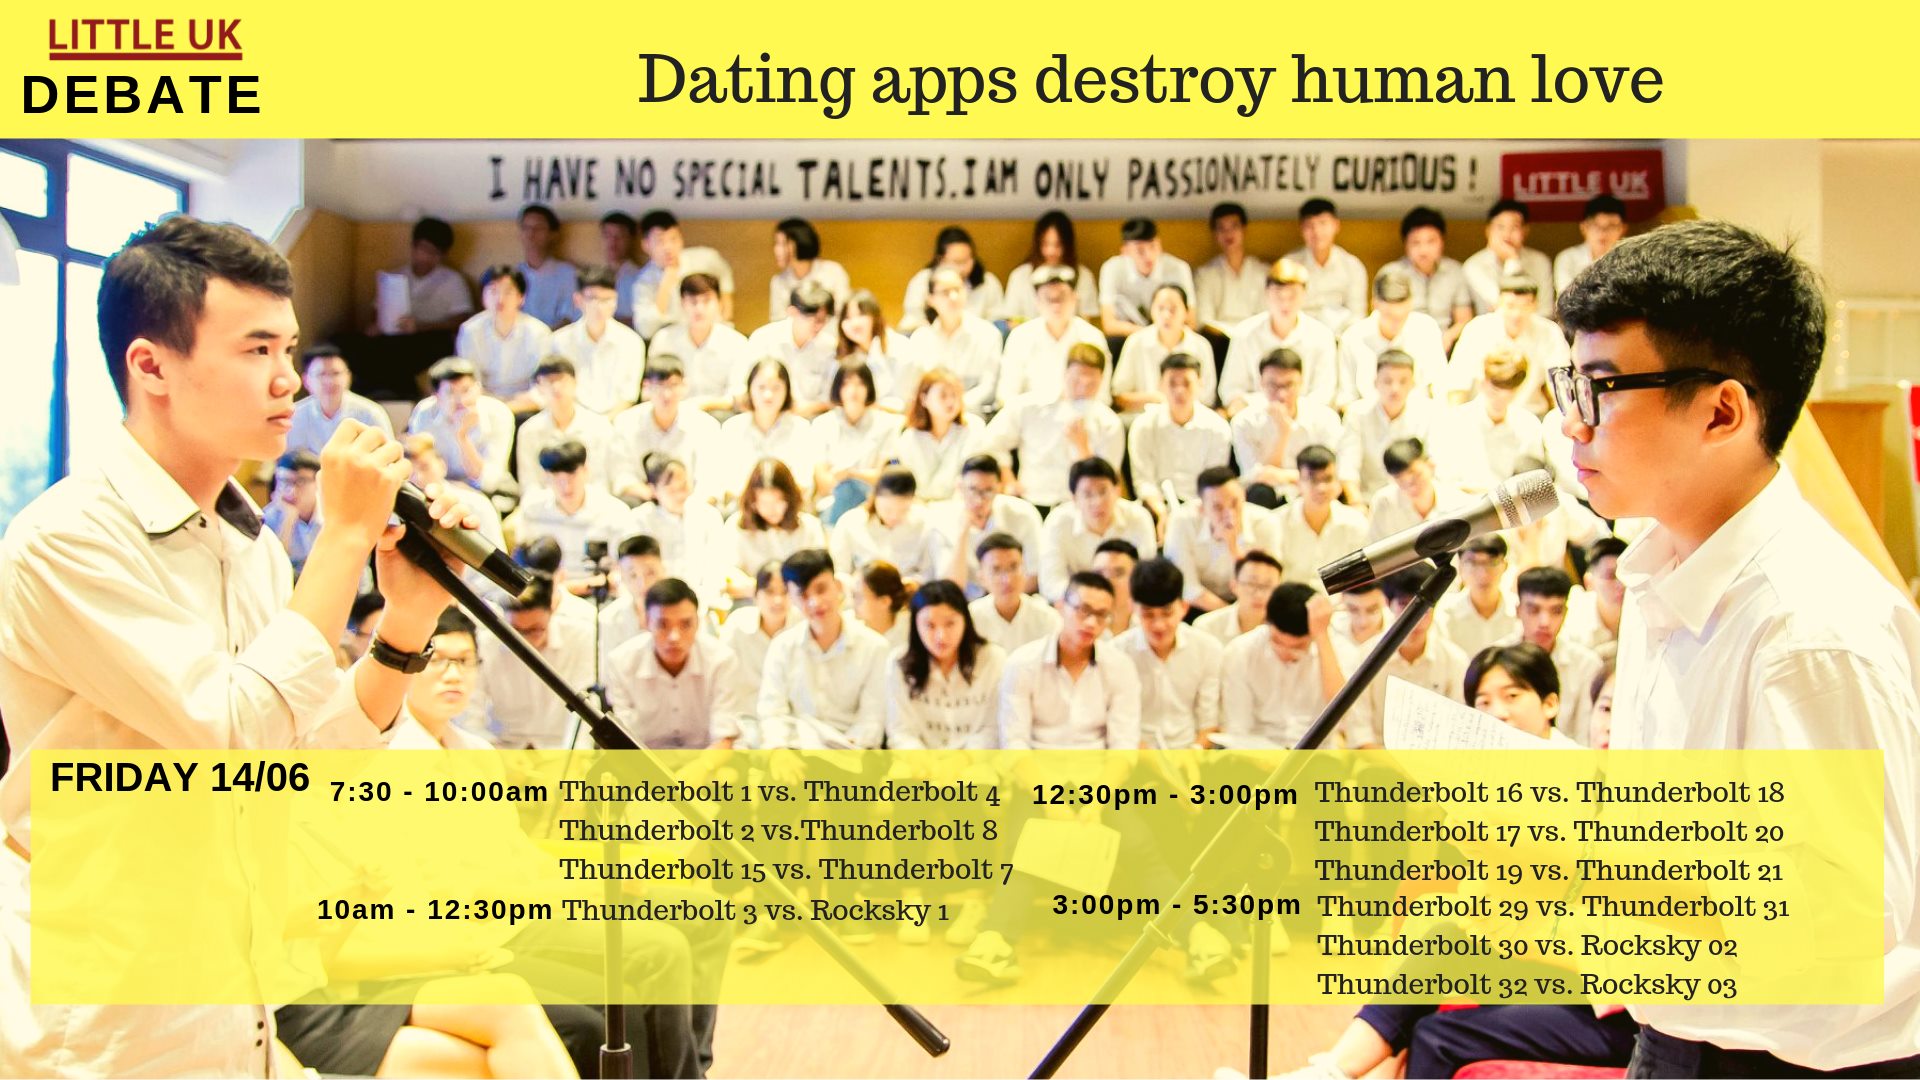 LITTLE UK
DEBATE
Dating apps destroy human love
I HAVE NO SPECIAL TALENTS. I AM ONLY PASSIONATELY CURIOUS !
LITTLE UK
FRIDAY 14/06
7:30 - 10:00am Thunderbolt 1 vs. Thunderbolt 4
Thunderbolt 2 vs.Thunderbolt 8
Thunderbolt 15 vs. Thunderbolt 7
10am - 12:30pm Thunderbolt 3 vs. Rocksky 1
12:30pm - 3:00pm Thunderbolt 16 vs. Thunderbolt 18
Thunderbolt 17 vs. Thunderbolt 20
Thunderbolt 19 vs. Thunderbolt 21
3:00pm - 5:30pm Thunderbolt 29 vs. Thunderbolt 31
Thunderbolt 30 vs. Rocksky 02
Thunderbolt 32 vs. Rocksky 03